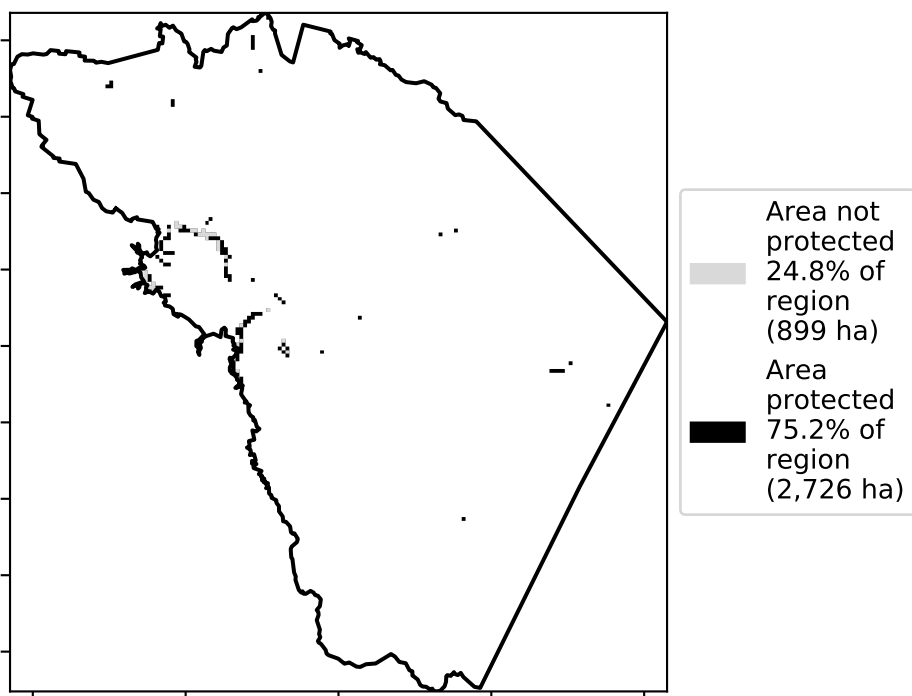 Area not
protected
24.8% of
region
(899 ha)
Area
protected
75.2% of
region
(2,726 ha)